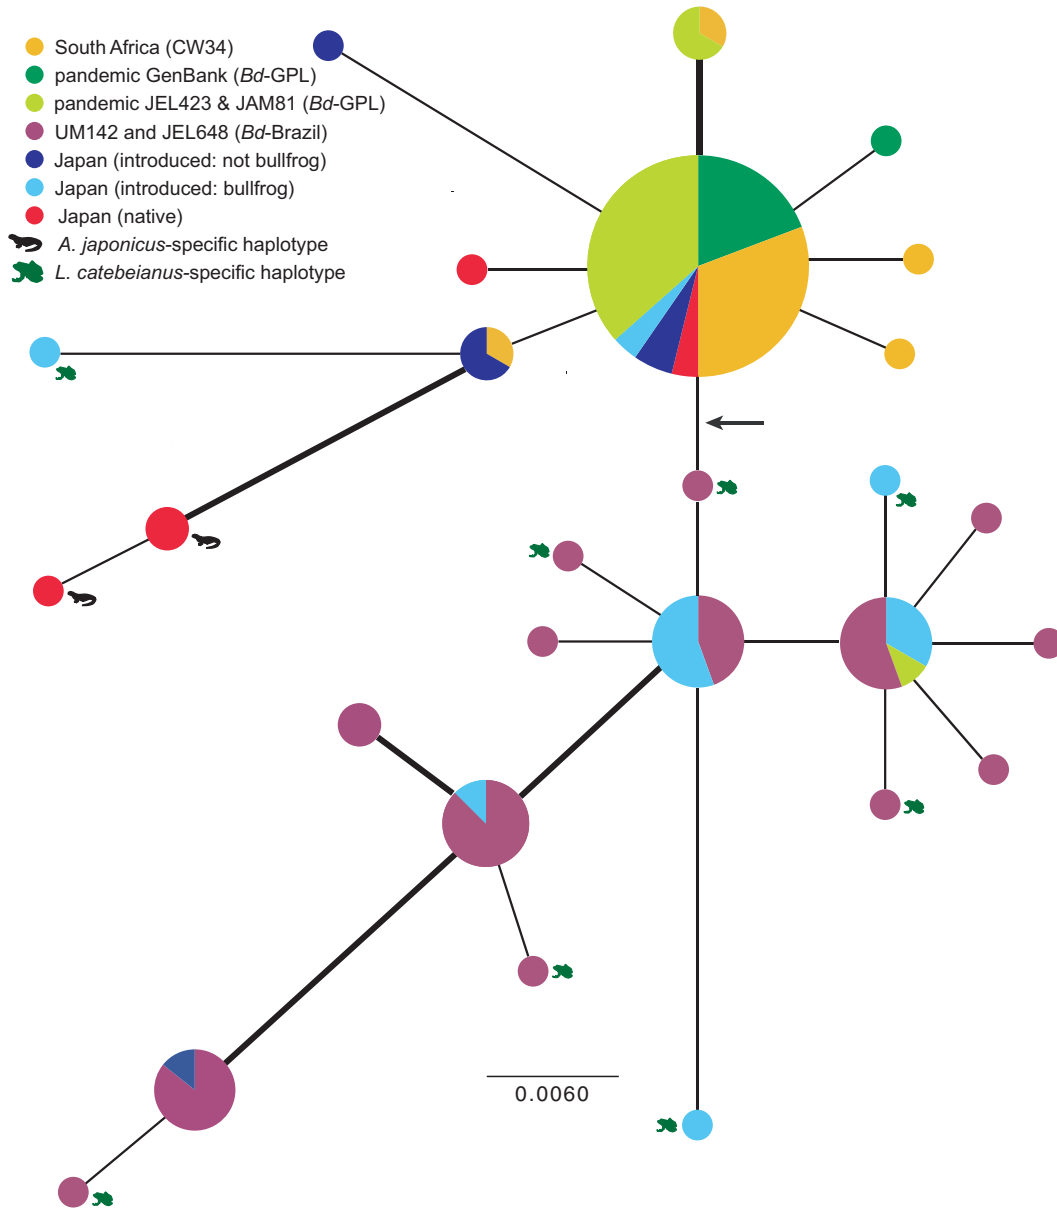 South Africa (CW34)
pandemic GenBank (Bd-GPL)
pandemic JEL423 & JAM81 (Bd-GPL)
UM142 and JEL648 (Bd-Brazil)
Japan (introduced: not bullfrog)
Japan (introduced: bullfrog)
Japan (native)
A. japonicus-specific haplotype
L. catebeianus-specific haplotype
0.0060